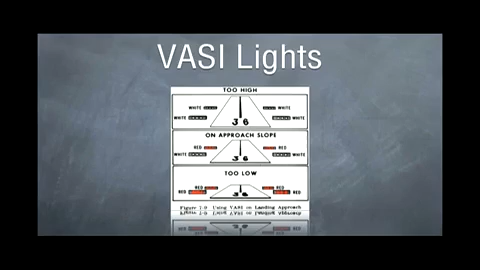 VASI Lights
TOO HIGH
WHITE WHITE
WHITE WHITE
36
ON APPROACH SLOPE
RED RED
WHITE WHITE
36
TOO LOW
RED RED
RED RED
36
Figure 7-9 Using VASI on Landing Approach